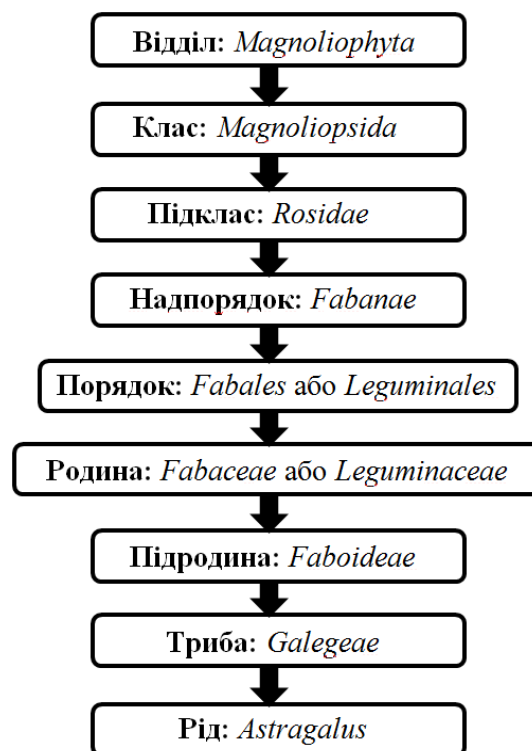 Відділ: Magnoliophyta
Клас: Magnoliopsida
Підклас: Rosidae
Надпорядок: Fabanae
Порядок: Fabales або Leguminales
Родина: Fabaceae або Leguminaceae
Підродина: Faboideae
Триба: Galegeae
Рід: Astragalus